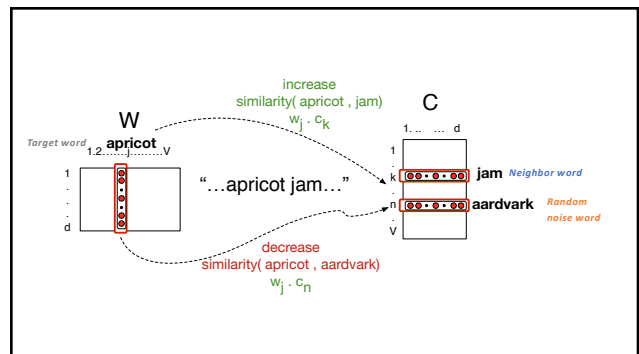 increase
similarity( apricot , jam)
wj . ck
C
W
Target word
apricot
1.2........j.........V
1. .. ... d
1
.
k
.
n
.
V
1
.
.
.
d
"...apricot jam..."
jam
Neighbor word
aardvark
Random
noise word
decrease
similarity( apricot , aardvark)
wj . cn